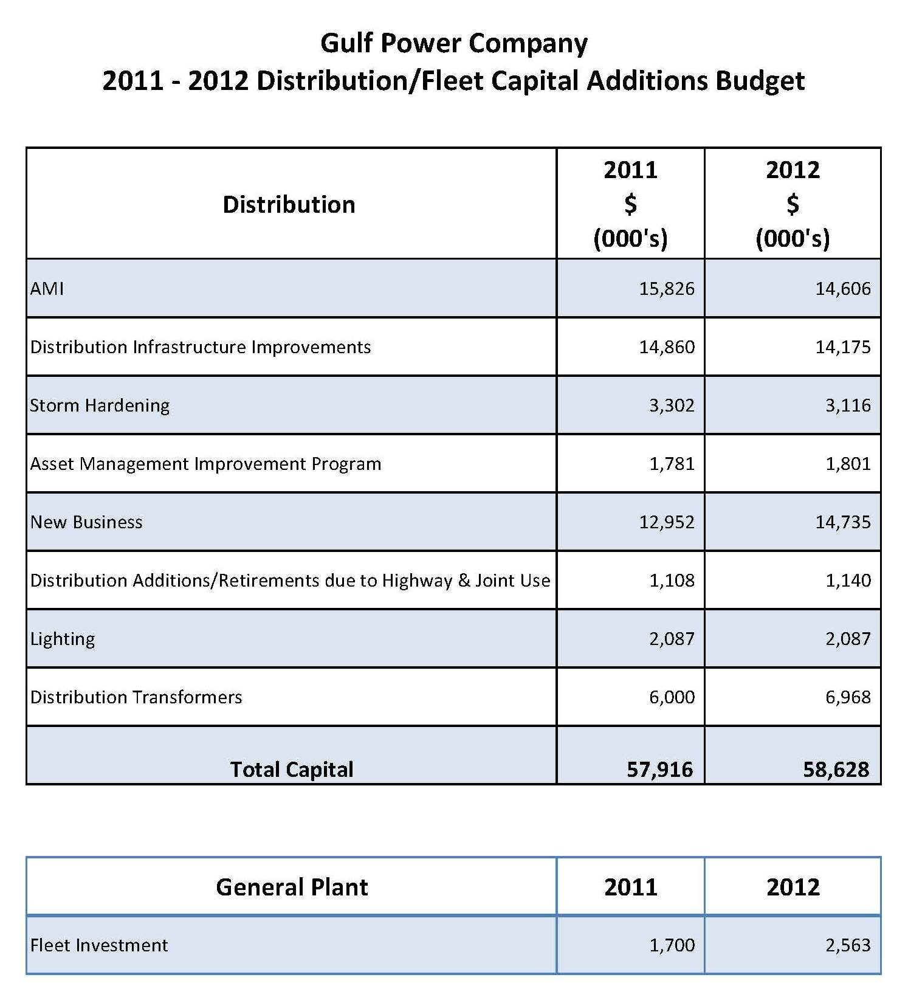 Gulf Power Company
2011 - 2012 Distribution/Fleet Capital Additions Budget
Distribution 2011 $ (000's) 2012 $ (000's)
AMI 15,826 14,606
Distribution Infrastructure Improvements 14,860 14,175
Storm Hardening 3,302 3,116
Asset Management Improvement Program 1,781 1,801
New Business 12,952 14,735
Distribution Additions/Retirements due to Highway & Joint Use 1,108 1,140
Lighting 2,087 2,087
Distribution Transformers 6,000 6,968
Total Capital 57,916 58,628
General Plant 2011 2012
Fleet Investment 1,700 2,563